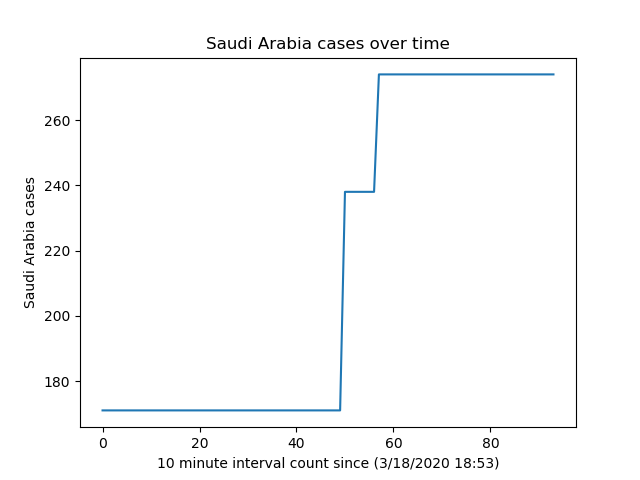 Saudi Arabia cases over time
Saudi Arabia cases
260
240
220
200
180
0 20 40 60 80
10 minute interval count since (3/18/2020 18:53)